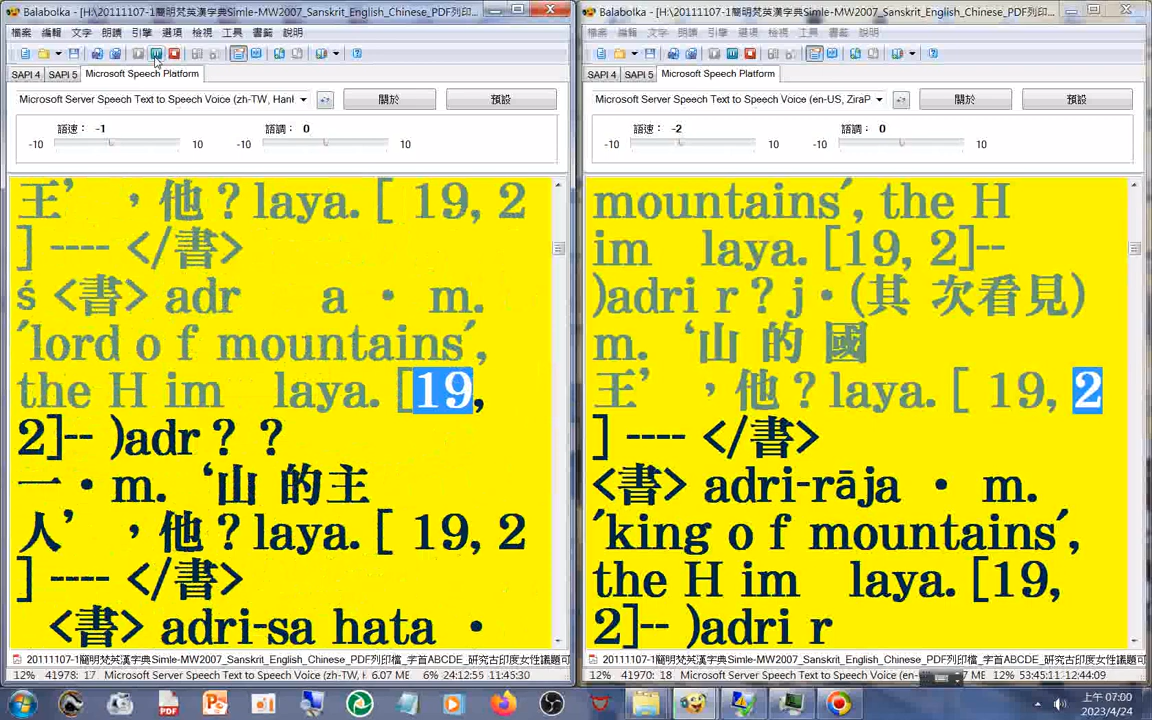 Balabolka - [H:\20111107-1簡明梵英漢字典Simle-MW2007_Sanskrit_English_Chinese_PDF列印...
檔案 編輯 文字 朗讀 引擎 選項 檢視 工具 書籤 說明
SAPI 4 SAPI 5 Microsoft Speech Platform
Microsoft Server Speech Text to Speech Voice (zh-TW, Hanl
關於 預設
語速： -1 語調： 0
-10 10 -10 10
王’ ，他？laya. [ 19, 2
] ---- </書>
ś <書> adr a • m.
'lord o f mountains',
the H im laya. [19,
2]-- )adr？ ？
一 • m. ‘山 的主
人’ ，他？laya. [ 19, 2
] ---- </書>
<書> adri-sa hata •
20111107-1簡明梵英漢字典Simle-MW2007_Sanskrit_English_Chinese_PDF列印檔_字首ABCDE_研究古印度女性議題可
12% 41978: 17 Microsoft Server Speech Text to Speech Voice (zh-TW, H 6.07 ME 6% 24:12:55 11:45:30
Balabolka - [H:\20111107-1簡明梵英漢字典Simle-MW2007_Sanskrit_English_Chinese_PDF列印...
檔案 編輯 文字 朗讀 引擎 選項 檢視 工具 書籤 說明
SAPI 4 SAPI 5 Microsoft Speech Platform
Microsoft Server Speech Text to Speech Voice (en-US, ZiraP
關於 預設
語速： -2 語調： 0
-10 10 -10 10
mountains', the H
im laya. [19, 2]--
)adri r？j • (其 次看見)
m. ‘山 的 國
王’ ，他？laya. [ 19, 2
] ---- </書>
<書> adri-rāja • m.
'king o f mountains',
the H im laya. [19,
2]-- )adri r
20111107-1簡明梵英漢字典Simle-MW2007_Sanskrit_English_Chinese_PDF列印檔_字首ABCDE_研究古印度女性議題可
12% 41970: 18 Microsoft Server Speech Text to Speech Voice (en-U ME 12% 53:45:11 12:44:09
上午 07:00
2023/4/24